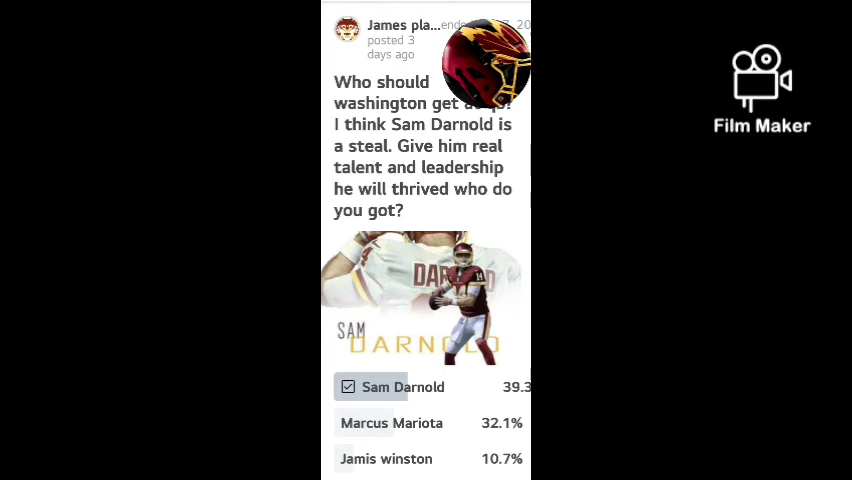 James pla...
posted 3
days ago
Who should
washington get
I think Sam Darnold is
a steal. Give him real
talent and leadership
he will thrived who do
you got?
SAM
DARNOLD
Sam Darnold 39.3
Marcus Mariota 32.1%
Jamis winston 10.7%
Film Maker